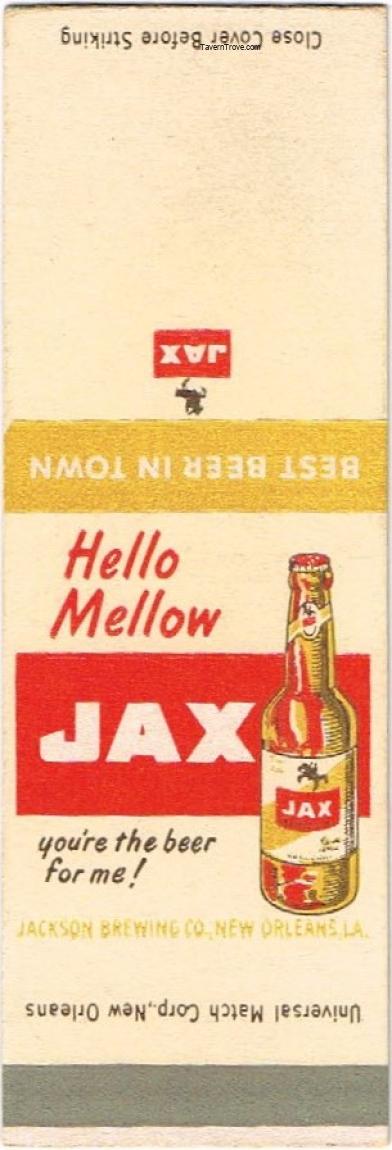 Close Cover Before Striking
©TavernTrove.com
JAX
BEST BEER IN TOWN
Hello
Mellow
JAX
JAX
you're the beer
for me!
JACKSON BREWING CO., NEW ORLEANS, LA.
Universal Match Corp., New Orleans